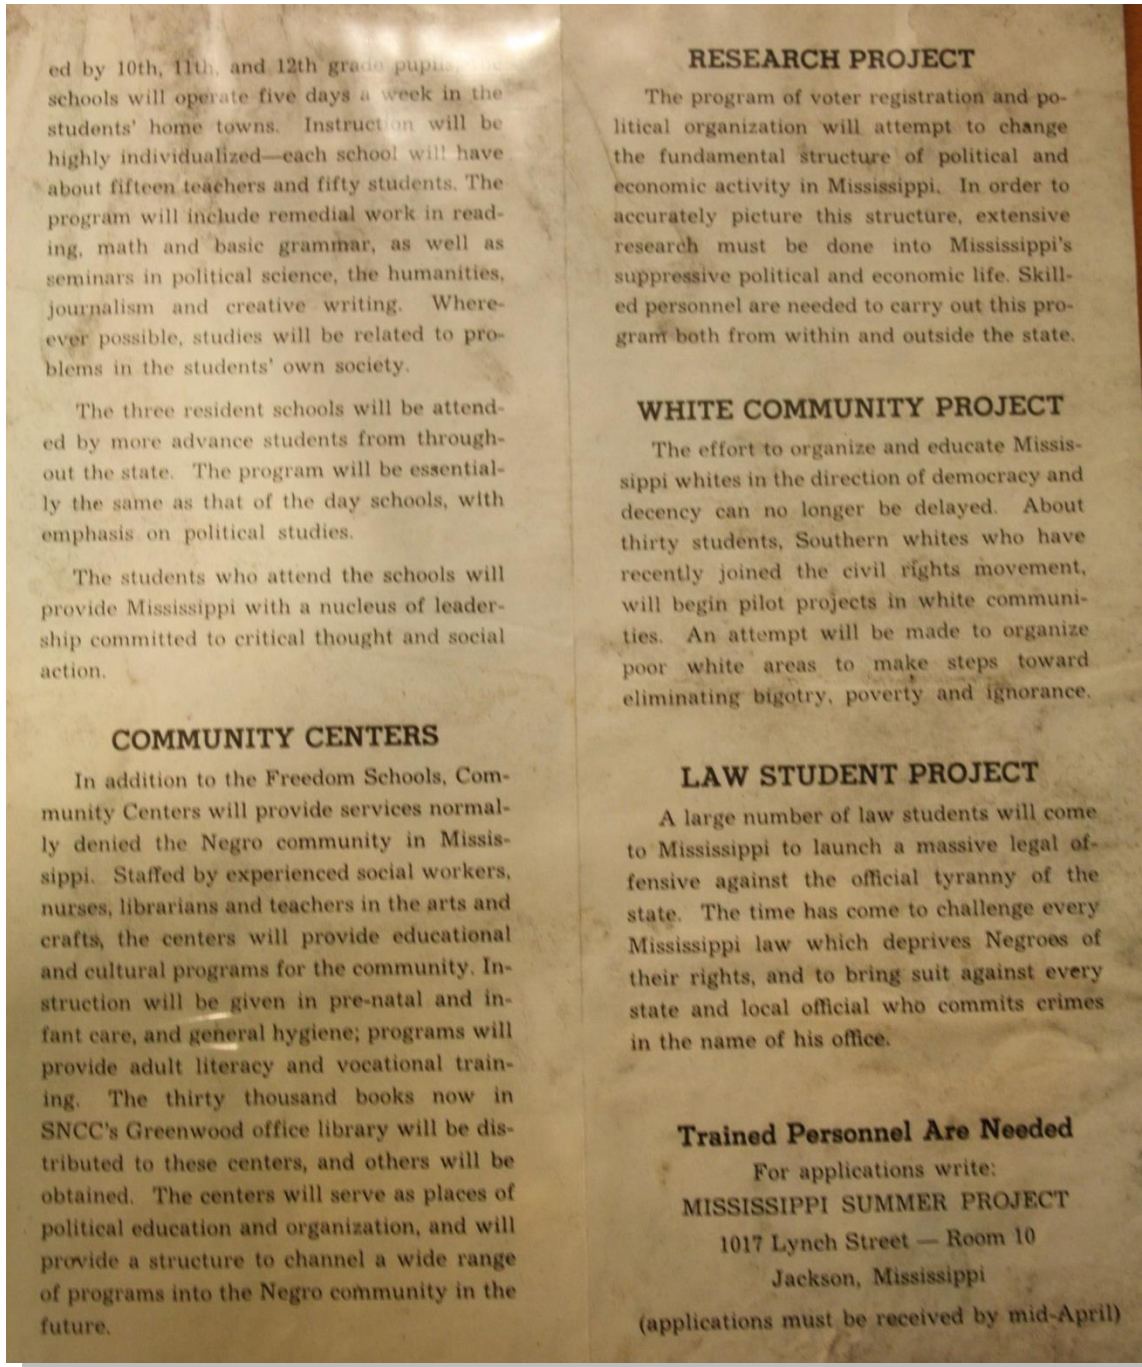 ed by 10th, 11th, and 12th grade pupils. The
schools will operate five days a week in the
students' home towns. Instruction will be
highly individualized—each school will have
about fifteen teachers and fifty students. The
program will include remedial work in read-
ing, math and basic grammar, as well as
seminars in political science, the humanities,
journalism and creative writing. Where-
ever possible, studies will be related to pro-
blems in the students' own society.
The three resident schools will be attend-
ed by more advance students from through-
out the state. The program will be essential-
ly the same as that of the day schools, with
emphasis on political studies.
The students who attend the schools will
provide Mississippi with a nucleus of leader-
ship committed to critical thought and social
action.
COMMUNITY CENTERS
In addition to the Freedom Schools, Com-
munity Centers will provide services normal-
ly denied the Negro community in Missis-
sippi. Staffed by experienced social workers,
nurses, librarians and teachers in the arts and
crafts, the centers will provide educational
and cultural programs for the community. In-
struction will be given in pre-natal and in-
fant care, and general hygiene; programs will
provide adult literacy and vocational train-
ing. The thirty thousand books now in
SNCC's Greenwood office library will be dis-
tributed to these centers, and others will be
obtained. The centers will serve as places of
political education and organization, and will
provide a structure to channel a wide range
of programs into the Negro community in the
future.
RESEARCH PROJECT
The program of voter registration and po-
litical organization will attempt to change
the fundamental structure of political and
economic activity in Mississippi. In order to
accurately picture this structure, extensive
research must be done into Mississippi's
suppressive political and economic life. Skill-
ed personnel are needed to carry out this pro-
gram both from within and outside the state.
WHITE COMMUNITY PROJECT
The effort to organize and educate Missis-
sippi whites in the direction of democracy and
decency can no longer be delayed. About
thirty students, Southern whites who have
recently joined the civil rights movement,
will begin pilot projects in white communi-
ties. An attempt will be made to organize
poor white areas to make steps toward
eliminating bigotry, poverty and ignorance.
LAW STUDENT PROJECT
A large number of law students will come
to Mississippi to launch a massive legal of-
fensive against the official tyranny of the
state. The time has come to challenge every
Mississippi law which deprives Negroes of
their rights, and to bring suit against every
state and local official who commits crimes
in the name of his office.
Trained Personnel Are Needed
For applications write:
MISSISSIPPI SUMMER PROJECT
1017 Lynch Street — Room 10
Jackson, Mississippi
(applications must be received by mid-April)